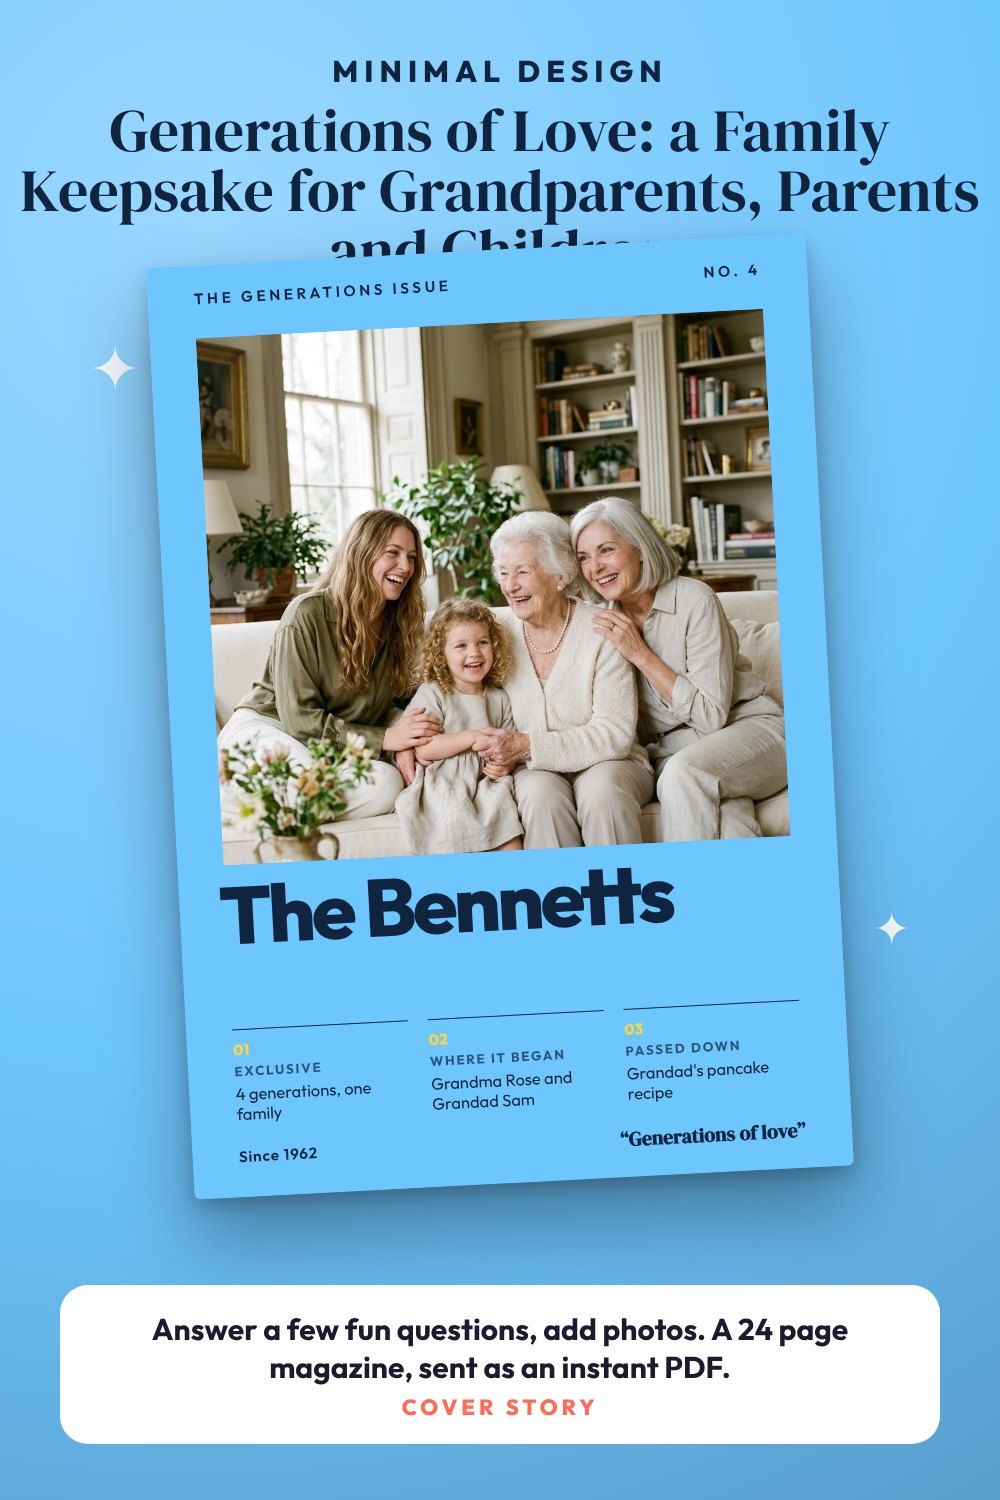 MINIMAL DESIGN
Generations of Love: a Family
Keepsake for Grandparents, Parents
and
THE GENERATIONS ISSUE
NO. 4
The Bennetts
01
EXCLUSIVE
4 generations, one
family
02
WHERE IT BEGAN
Grandma Rose and
Grandad Sam
03
PASSED DOWN
Grandad's pancake
recipe
Since 1962
“Generations of love”
Answer a few fun questions, add photos. A 24 page
magazine, sent as an instant PDF.
COVER STORY